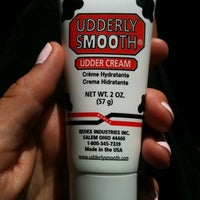 UDDERLY
SMOOTH®
UDDER CREAM
Crème Hydratante
Crema Hidratante
NET WT. 2 OZ.
(57 g)
REDEX INDUSTRIES INC.
SALEM OHIO 44460
1-800-345-7339
Made in the USA
www.udderlysmooth.com